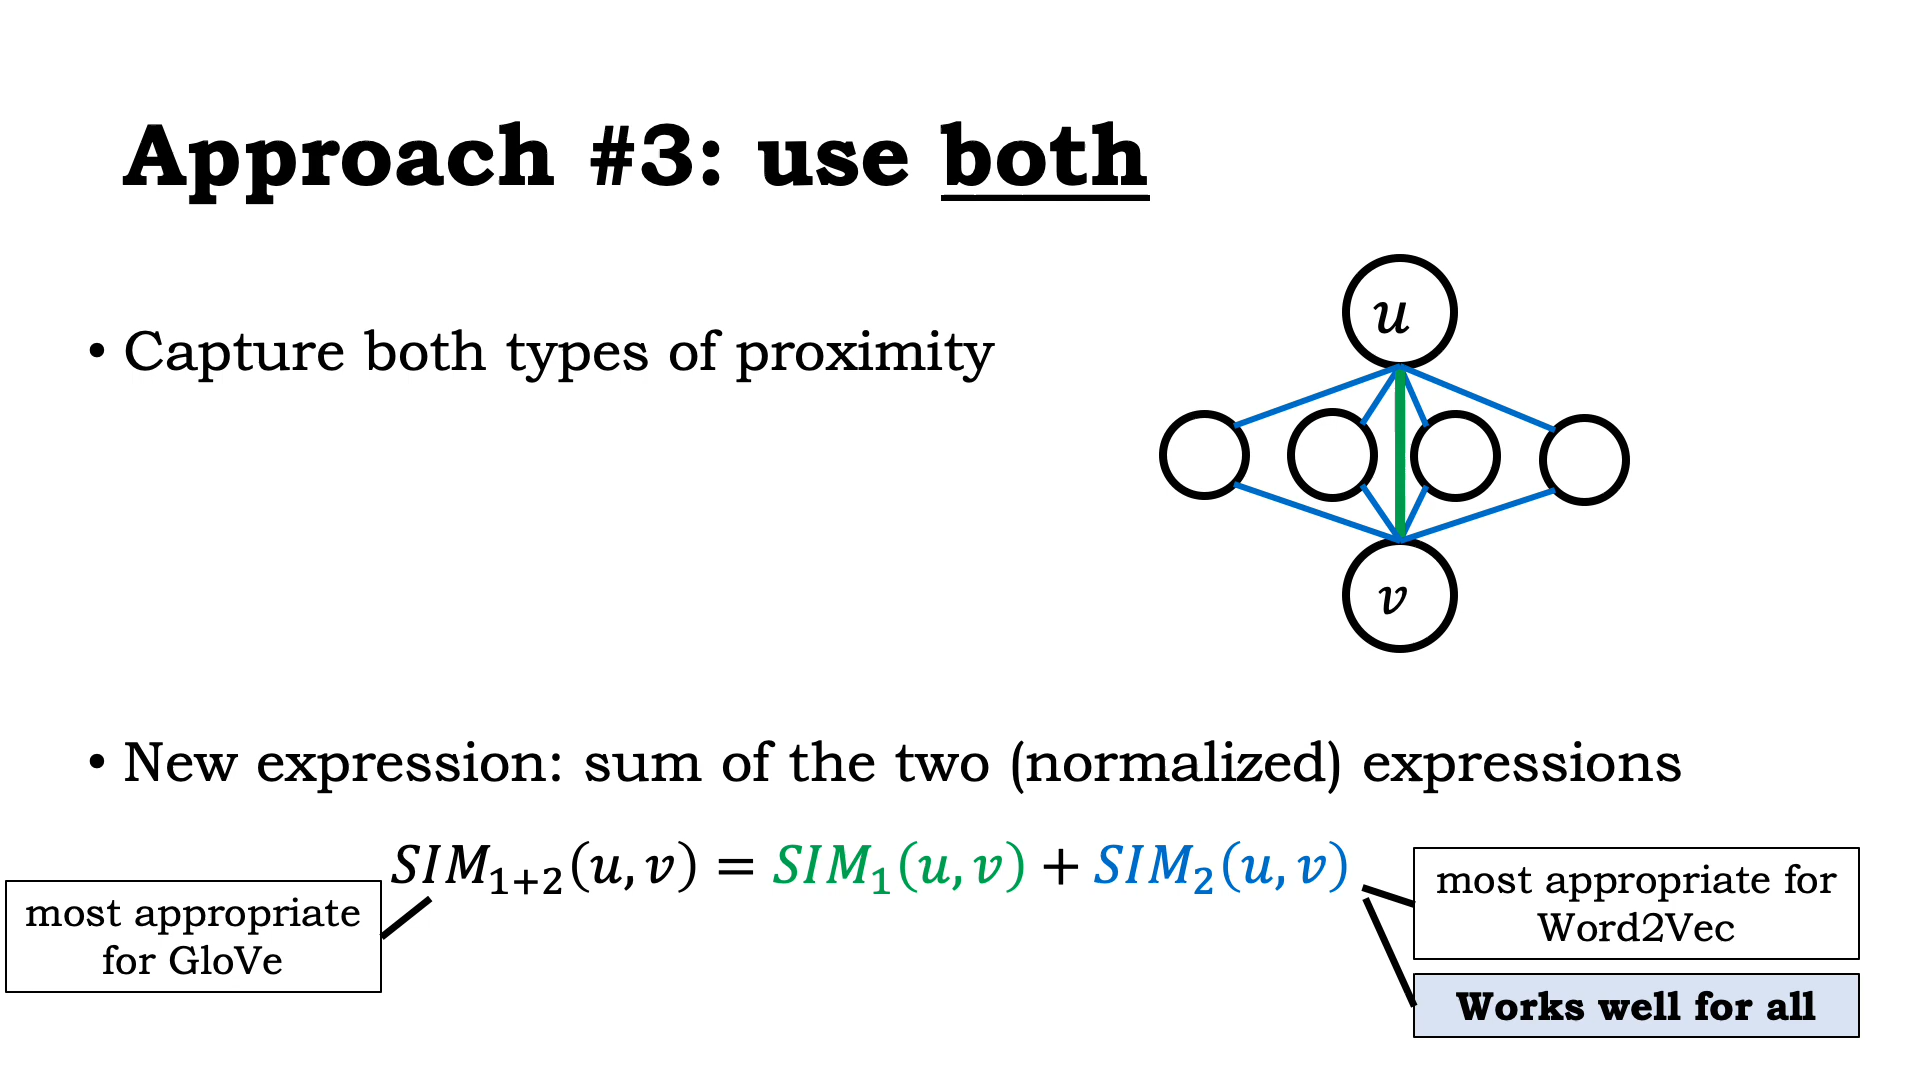 Approach #3: use both
• Capture both types of proximity
u
v
• New expression: sum of the two (normalized) expressions
SIM₁₊₂(u, v) = SIM₁(u, v) + SIM₂(u, v)
most appropriate
for GloVe
most appropriate for
Word2Vec
Works well for all